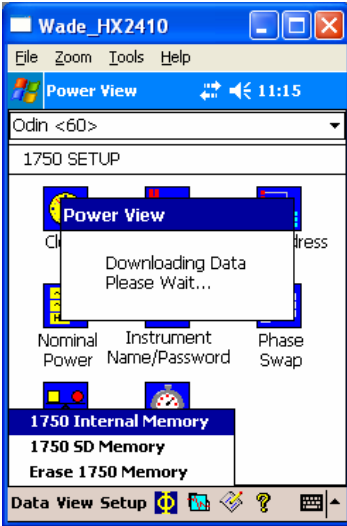 Wade_HX2410
File Zoom Tools Help
Power View 11:15
Odin <60>
1750 SETUP
Power View
Downloading Data
Please Wait...
Nominal Power
Instrument Name/Password
Phase Swap
1750 Internal Memory
1750 SD Memory
Erase 1750 Memory
Data View Setup